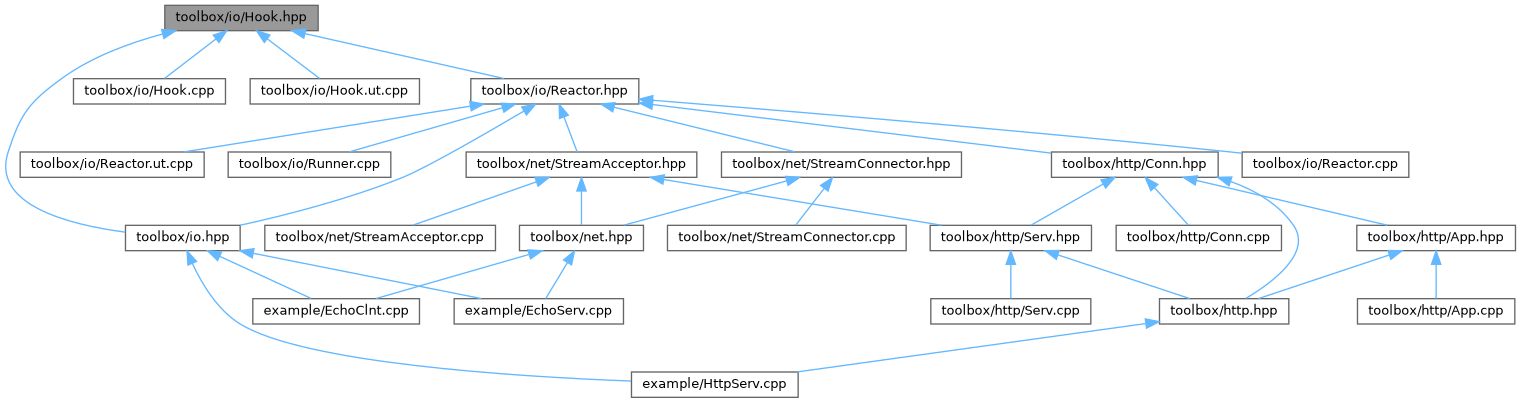 toolbox/io/Hook.hpp
toolbox/io/Hook.cpp
toolbox/io/Hook.ut.cpp
toolbox/io/Reactor.hpp
toolbox/io/Reactor.ut.cpp
toolbox/io/Runner.cpp
toolbox/net/StreamAcceptor.hpp
toolbox/net/StreamConnector.hpp
toolbox/http/Conn.hpp
toolbox/io/Reactor.cpp
toolbox/io.hpp
toolbox/net/StreamAcceptor.cpp
toolbox/net.hpp
toolbox/net/StreamConnector.cpp
toolbox/http/Serv.hpp
toolbox/http/Conn.cpp
toolbox/http/App.hpp
example/EchoClnt.cpp
example/EchoServ.cpp
toolbox/http/Serv.cpp
toolbox/http.hpp
toolbox/http/App.cpp
example/HttpServ.cpp